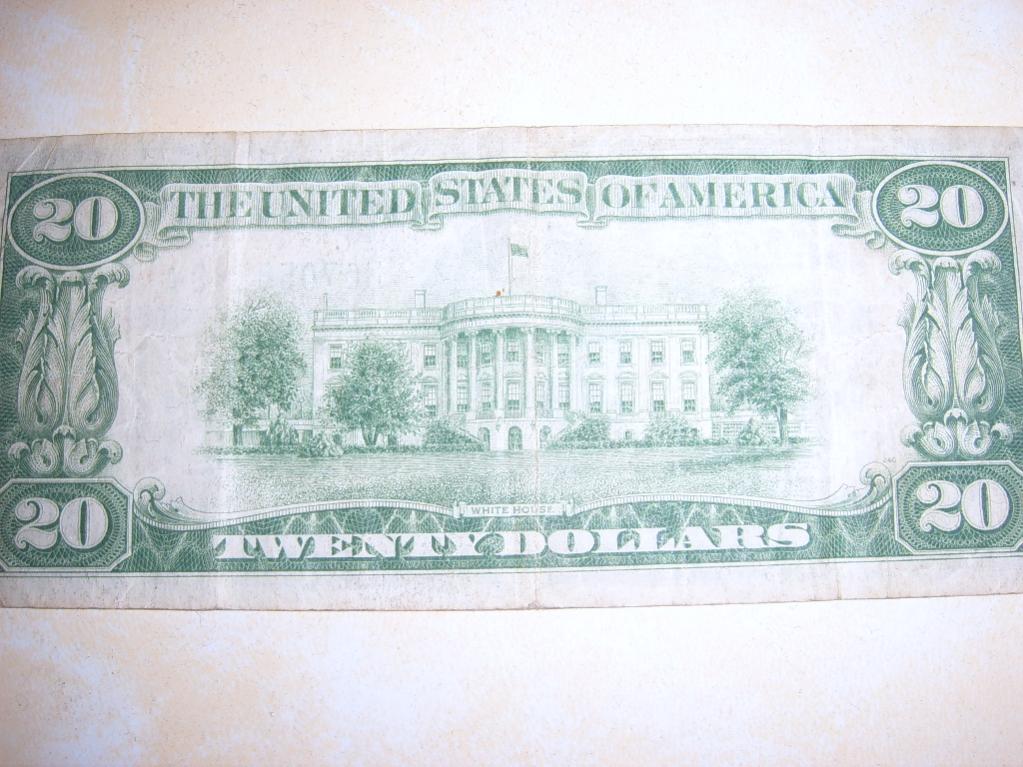 20 THE UNITED STATES OF AMERICA 20
WHITE HOUSE
20 TWENTY DOLLARS 20